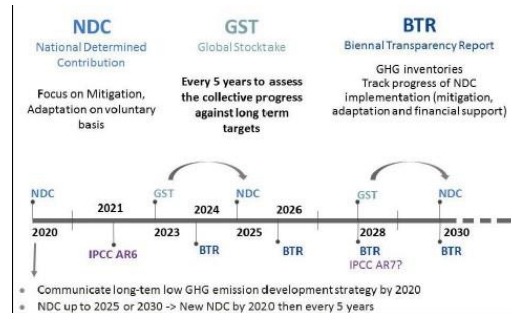 NDC
National Determined
Contribution
Focus on Mitigation,
Adaptation on voluntary
basis
GST
Global Stocktake
Every 5 years to assess
the collective progress
against long term
targets
BTR
Biennal Transparency Report
GHG inventories
Track progress of NDC
implementation (mitigation,
adaptation and financial support)
NDC GST NDC GST NDC
2021 2024 2026
2020 2023 2025 2028 2030
IPCC AR6 BTR BTR BTR BTR
IPCC AR7?
• Communicate long-tem low GHG emission development strategy by 2020
• NDC up to 2025 or 2030 -> New NDC by 2020 then every 5 years